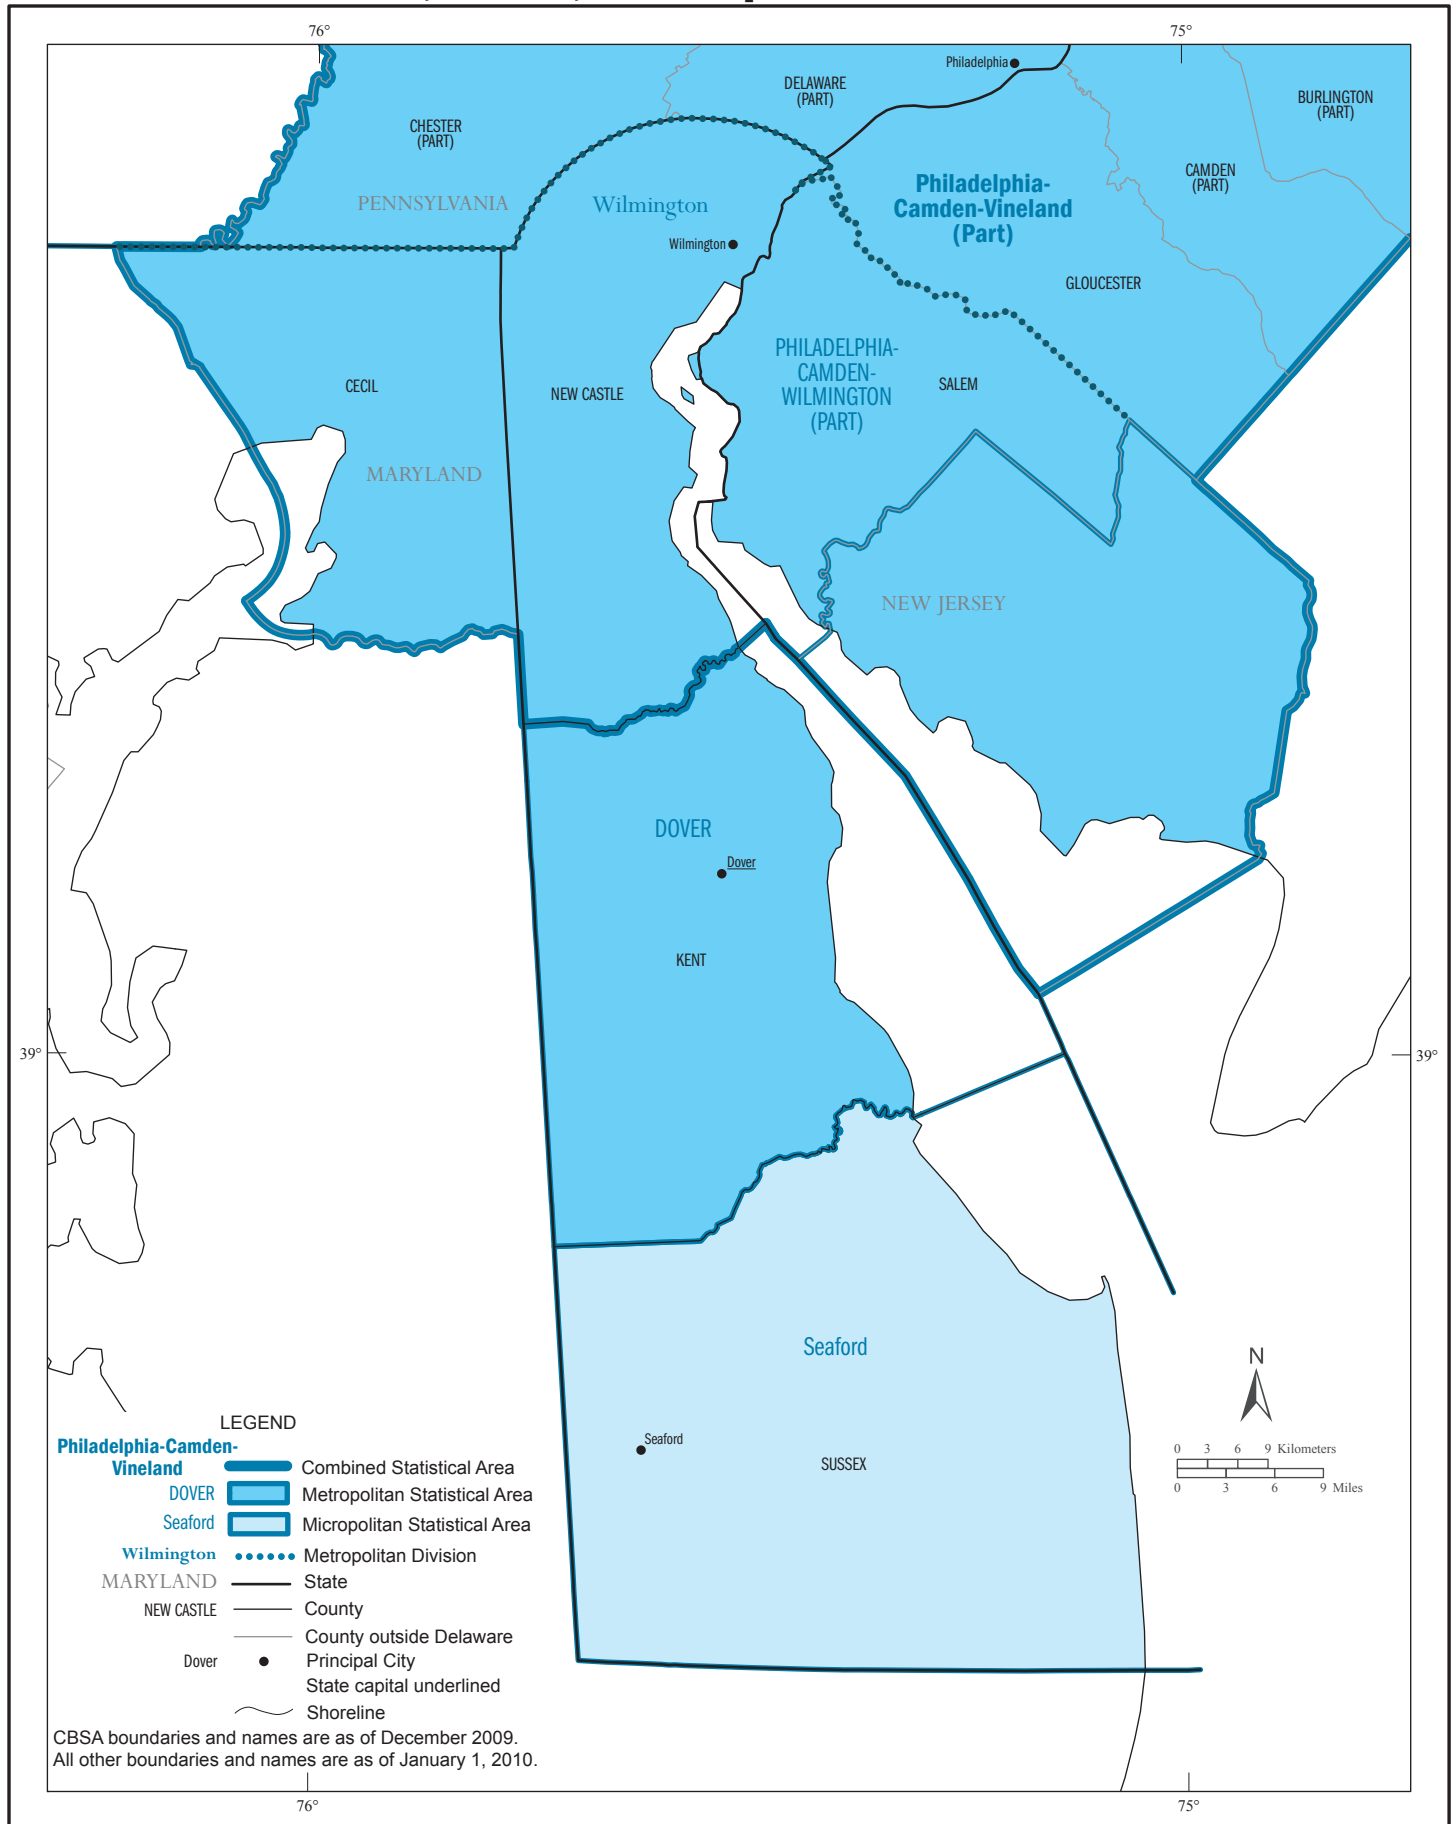 76°
75°
Philadelphia
DELAWARE
(PART)
BURLINGTON
(PART)
CHESTER
(PART)
CAMDEN
(PART)
PENNSYLVANIA
Wilmington
Philadelphia-
Camden-Vineland
(Part)
Wilmington
GLOUCESTER
PHILADELPHIA-
CAMDEN-
WILMINGTON
(PART)
CECIL
NEW CASTLE
SALEM
MARYLAND
NEW JERSEY
DOVER
Dover
KENT
39°
39°
Seaford
Seaford
SUSSEX
N
0 3 6 9 Kilometers
0 3 6 9 Miles
LEGEND
Philadelphia-Camden-
Vineland
Combined Statistical Area
DOVER Metropolitan Statistical Area
Seaford Micropolitan Statistical Area
Wilmington Metropolitan Division
MARYLAND State
NEW CASTLE County
County outside Delaware
Dover Principal City
State capital underlined
Shoreline
CBSA boundaries and names are as of December 2009.
All other boundaries and names are as of January 1, 2010.
76°
75°